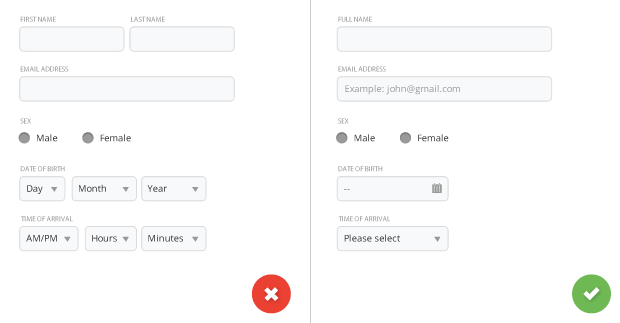 FIRST NAME LAST NAME
EMAIL ADDRESS
SEX
Male Female
DATE OF BIRTH
Day Month Year
TIME OF ARRIVAL
AM/PM Hours Minutes
FULL NAME
EMAIL ADDRESS
Example: john@gmail.com
SEX
Male Female
DATE OF BIRTH
--
TIME OF ARRIVAL
Please select